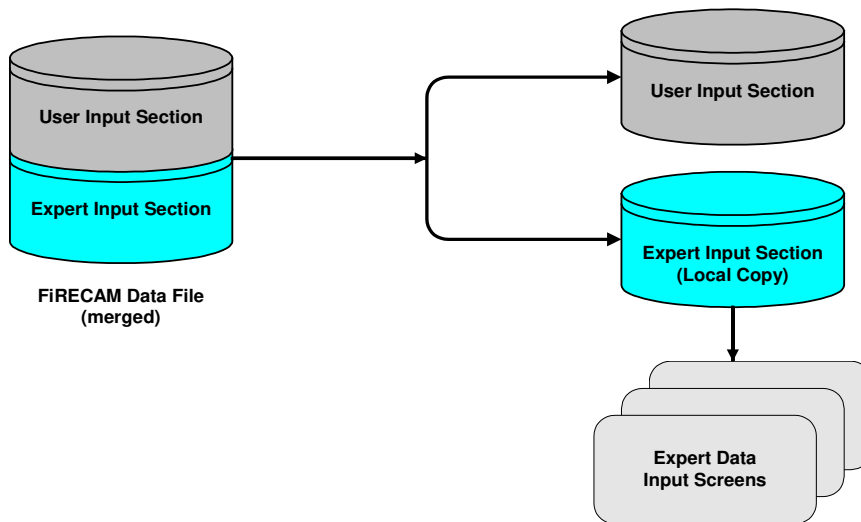 User Input Section
Expert Input Section
FiRECAM Data File
(merged)
User Input Section
Expert Input Section
(Local Copy)
Expert Data
Input Screens